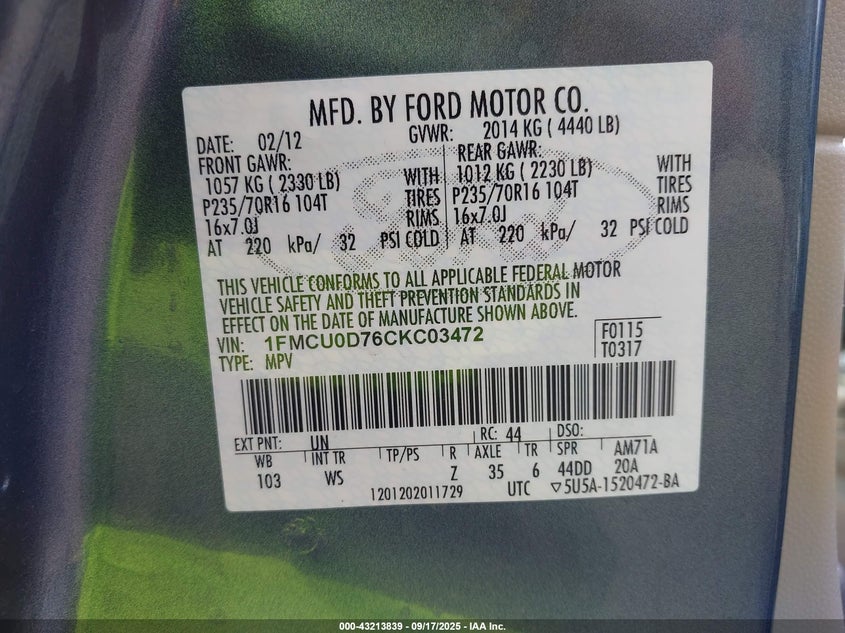 MFD. BY FORD MOTOR CO.
DATE: 02/12 GVWR: 2014 KG ( 4440 LB)
FRONT GAWR: REAR GAWR:
1057 KG ( 2330 LB) WITH 1012 KG ( 2230 LB) WITH
P235/70R16 104T TIRES P235/70R16 104T TIRES
16x7.0J RIMS 16x7.0J RIMS
AT 220 kPa/ 32 PSI COLD AT 220 kPa/ 32 PSI COLD
THIS VEHICLE CONFORMS TO ALL APPLICABLE FEDERAL MOTOR
VEHICLE SAFETY AND THEFT PREVENTION STANDARDS IN
EFFECT ON THE DATE OF MANUFACTURE SHOWN ABOVE.
VIN: 1FMCU0D76CKC03472
TYPE: MPV
F0115
T0317
EXT PNT: UN RC: 44 DSO:
WB INT TR TP/PS R AXLE TR SPR AM71A
103 WS Z 35 6 44DD 20A
1201202011729 UTC ▽5U5A-1520472-BA
Ford
000-43213839 - 09/17/2025 - IAA Inc.